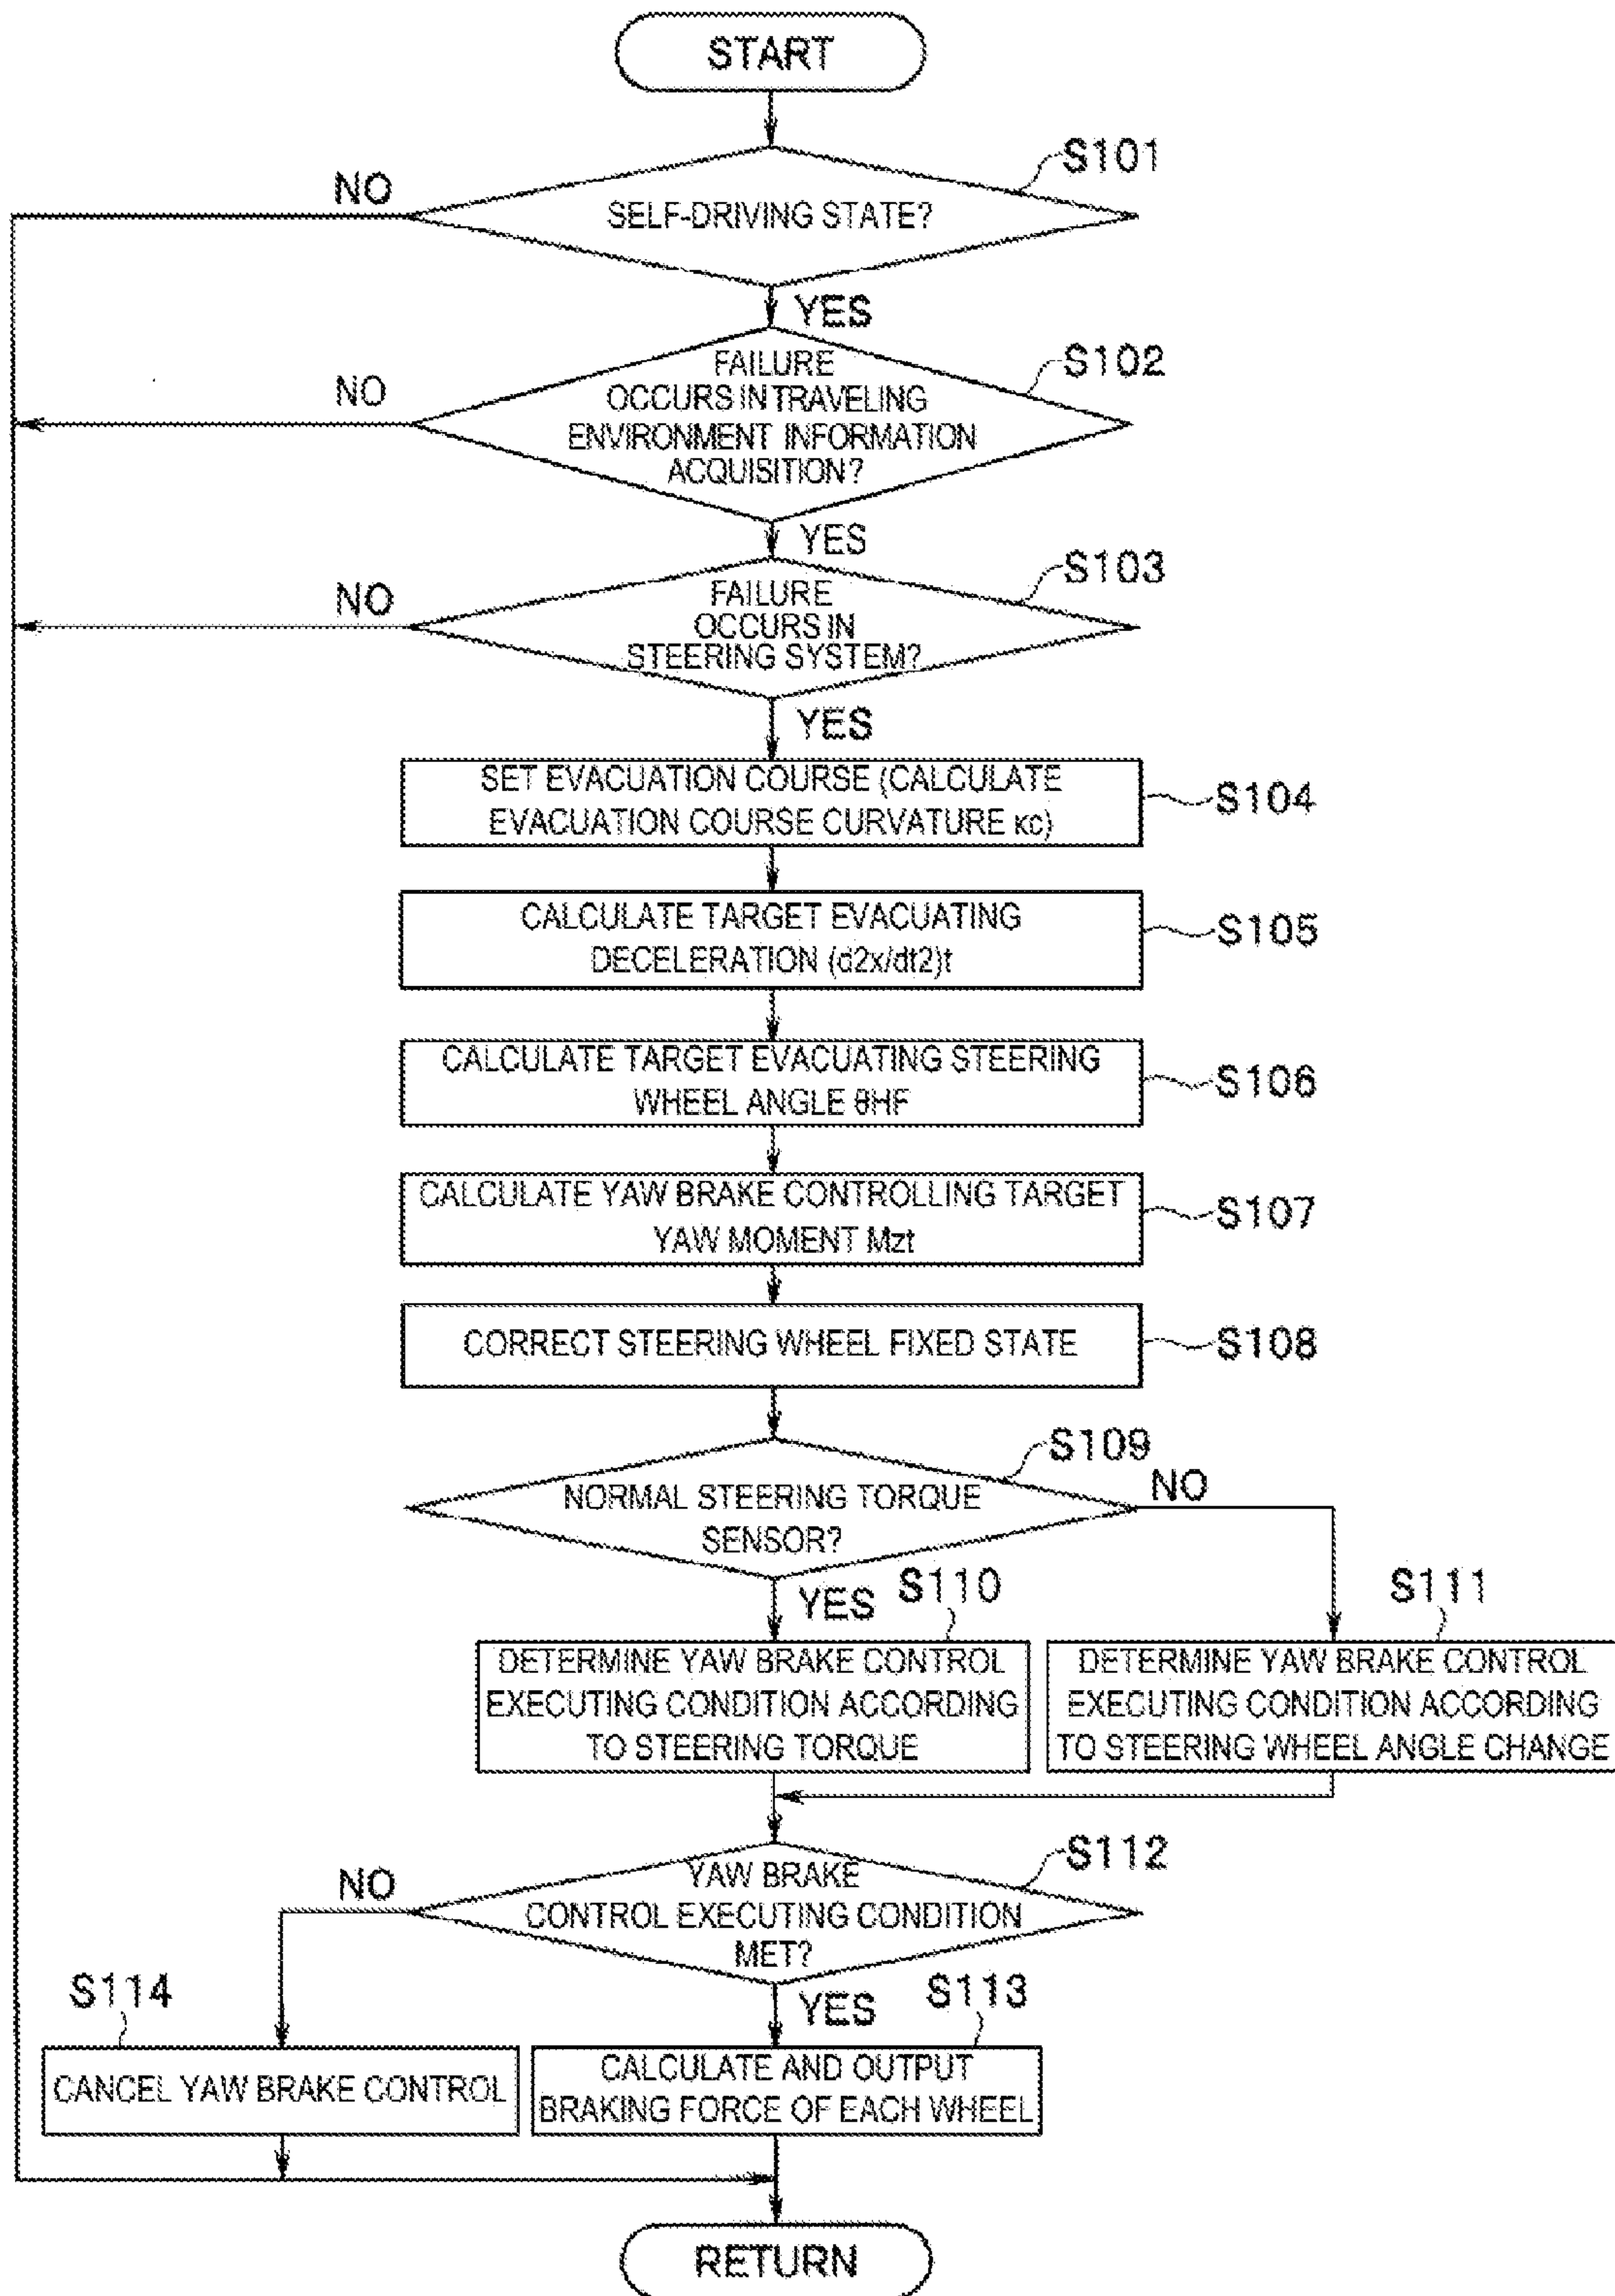 START
S101
NO
SELF-DRIVING STATE?
YES
S102
NO
FAILURE
OCCURS IN TRAVELING
ENVIRONMENT INFORMATION
ACQUISITION?
YES
S103
NO
FAILURE
OCCURS IN
STEERING SYSTEM?
YES
SET EVACUATION COURSE (CALCULATE
EVACUATION COURSE CURVATURE κc)
S104
CALCULATE TARGET EVACUATING
DECELERATION (d2x/dt2)t
S105
CALCULATE TARGET EVACUATING STEERING
WHEEL ANGLE θHF
S106
CALCULATE YAW BRAKE CONTROLLING TARGET
YAW MOMENT Mzt
S107
CORRECT STEERING WHEEL FIXED STATE
S108
S109
NORMAL STEERING TORQUE
SENSOR?
NO
YES
S110
S111
DETERMINE YAW BRAKE CONTROL
EXECUTING CONDITION ACCORDING
TO STEERING TORQUE
DETERMINE YAW BRAKE CONTROL
EXECUTING CONDITION ACCORDING
TO STEERING WHEEL ANGLE CHANGE
S112
NO
YAW BRAKE
CONTROL EXECUTING CONDITION
MET?
YES
S114
S113
CANCEL YAW BRAKE CONTROL
CALCULATE AND OUTPUT
BRAKING FORCE OF EACH WHEEL
RETURN